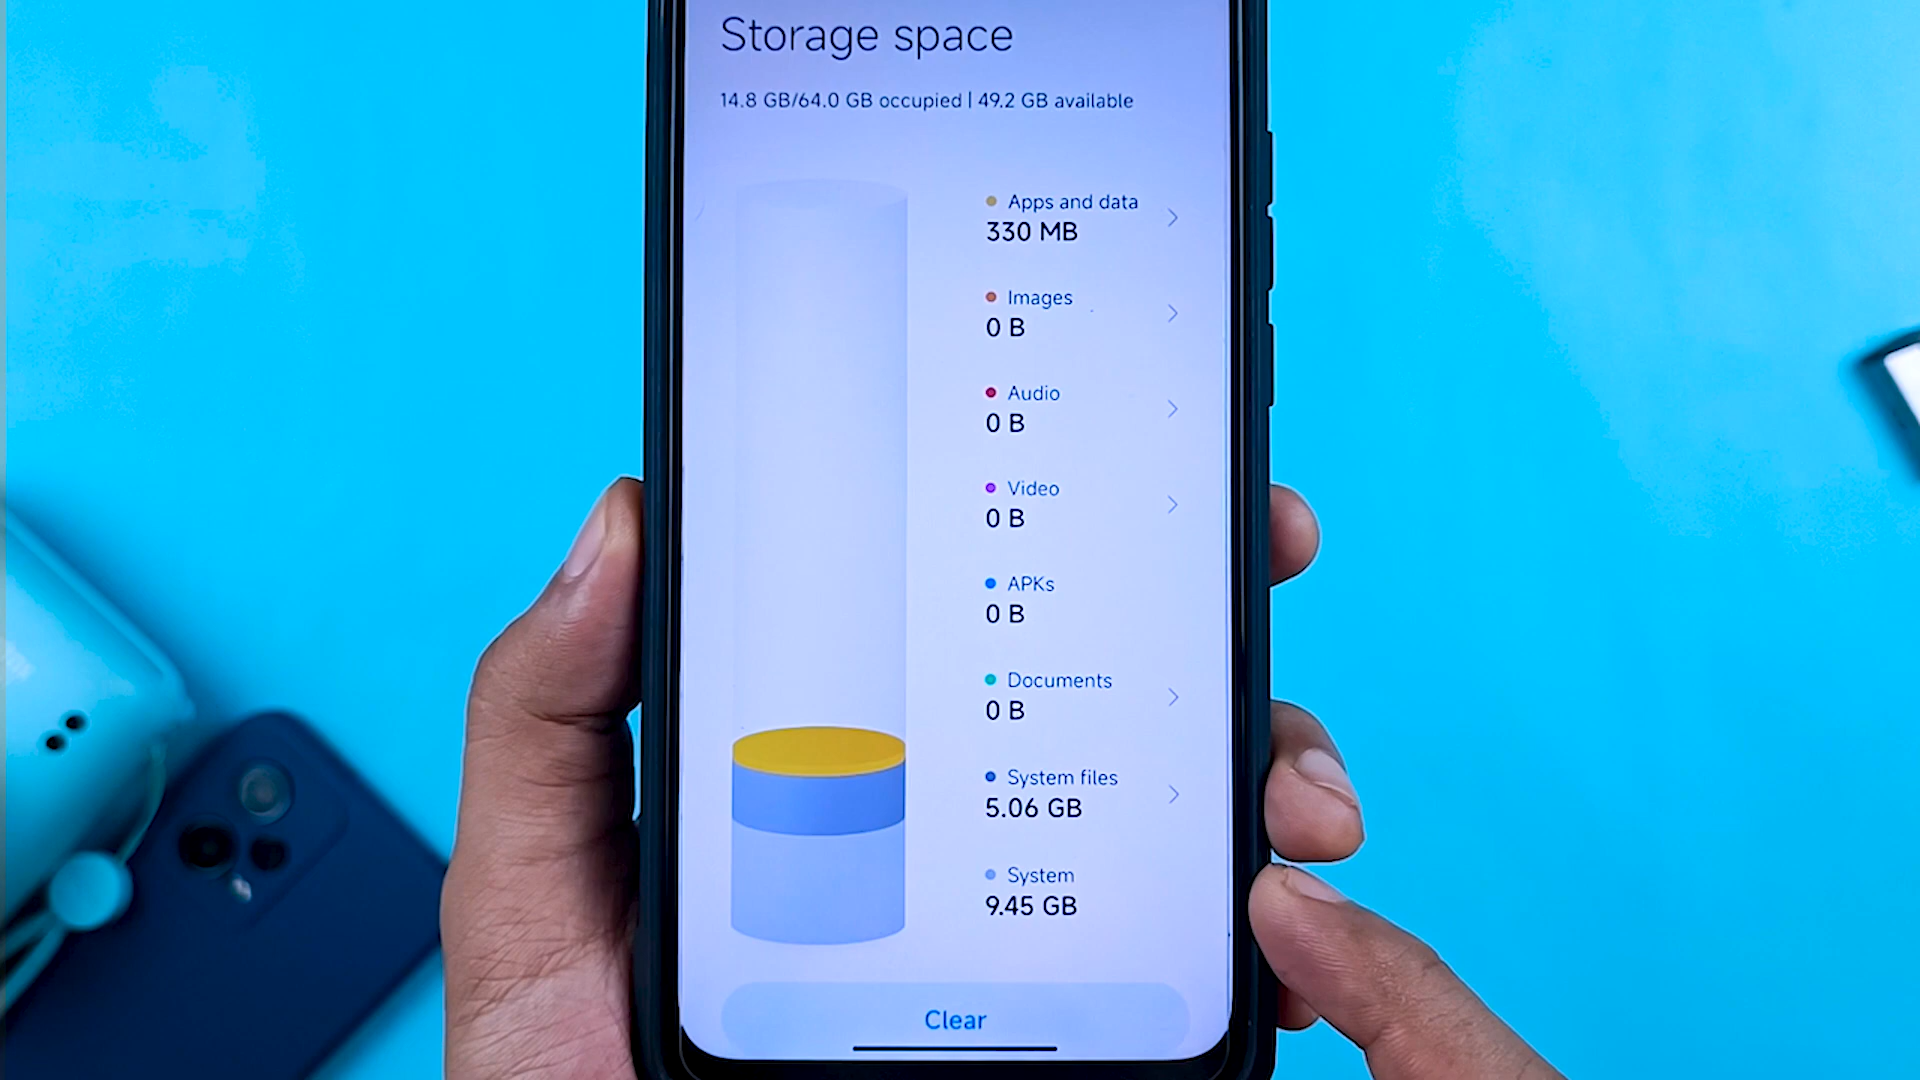 Storage space
14.8 GB/64.0 GB occupied | 49.2 GB available
Apps and data
330 MB
Images
0 B
Audio
0 B
Video
0 B
APKs
0 B
Documents
0 B
System files
5.06 GB
System
9.45 GB
Clear